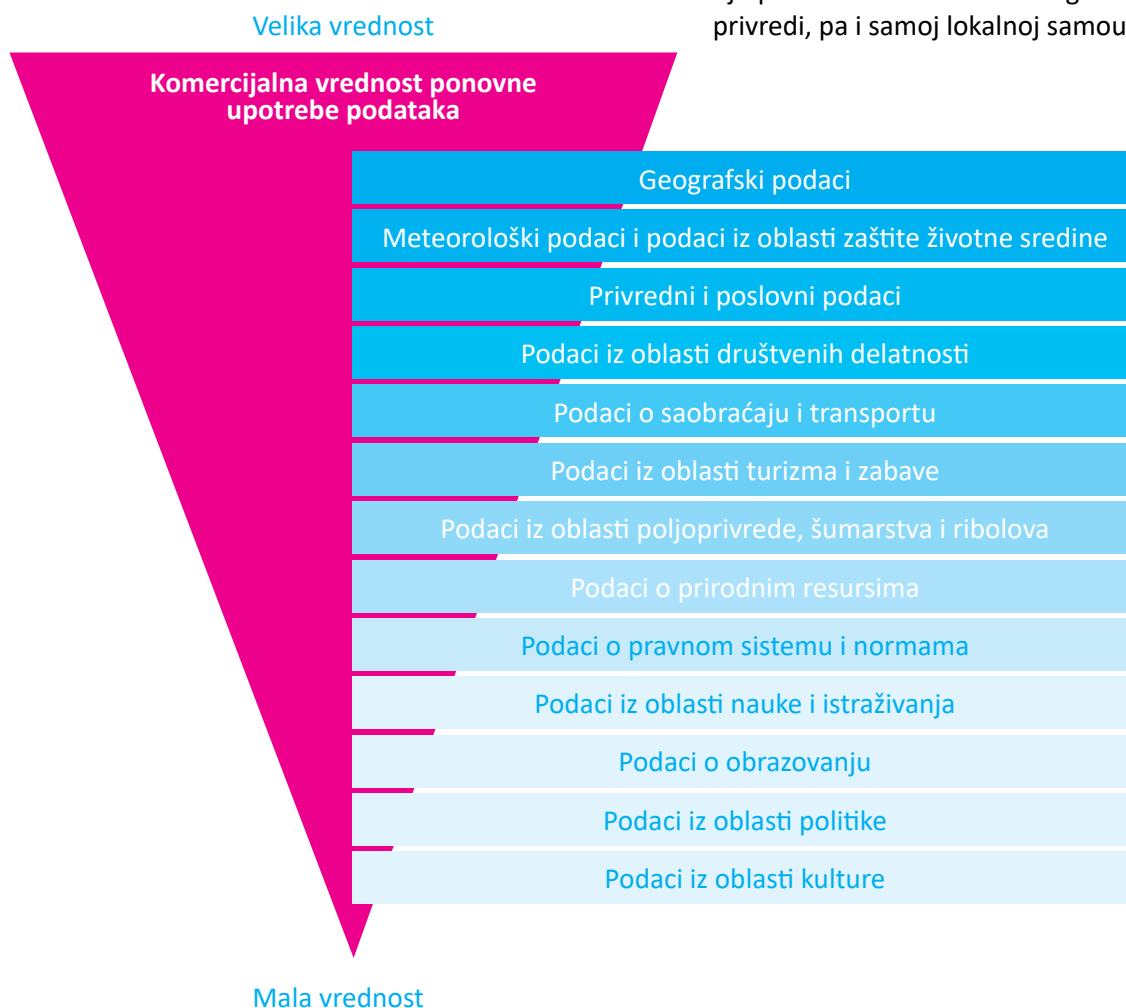 privredi, pa i samoj lokalnoj samou
Velika vrednost
Komercijalna vrednost ponovne
upotrebe podataka
Geografski podaci
Meteorološki podaci i podaci iz oblasti zaštite životne sredine
Privredni i poslovni podaci
Podaci iz oblasti društvenih delatnosti
Podaci o saobraćaju i transportu
Podaci iz oblasti turizma i zabave
Podaci iz oblasti poljoprivrede, šumarstva i ribolova
Podaci o prirodnim resursima
Podaci o pravnom sistemu i normama
Podaci iz oblasti nauke i istraživanja
Podaci o obrazovanju
Podaci iz oblasti politike
Podaci iz oblasti kulture
Mala vrednost